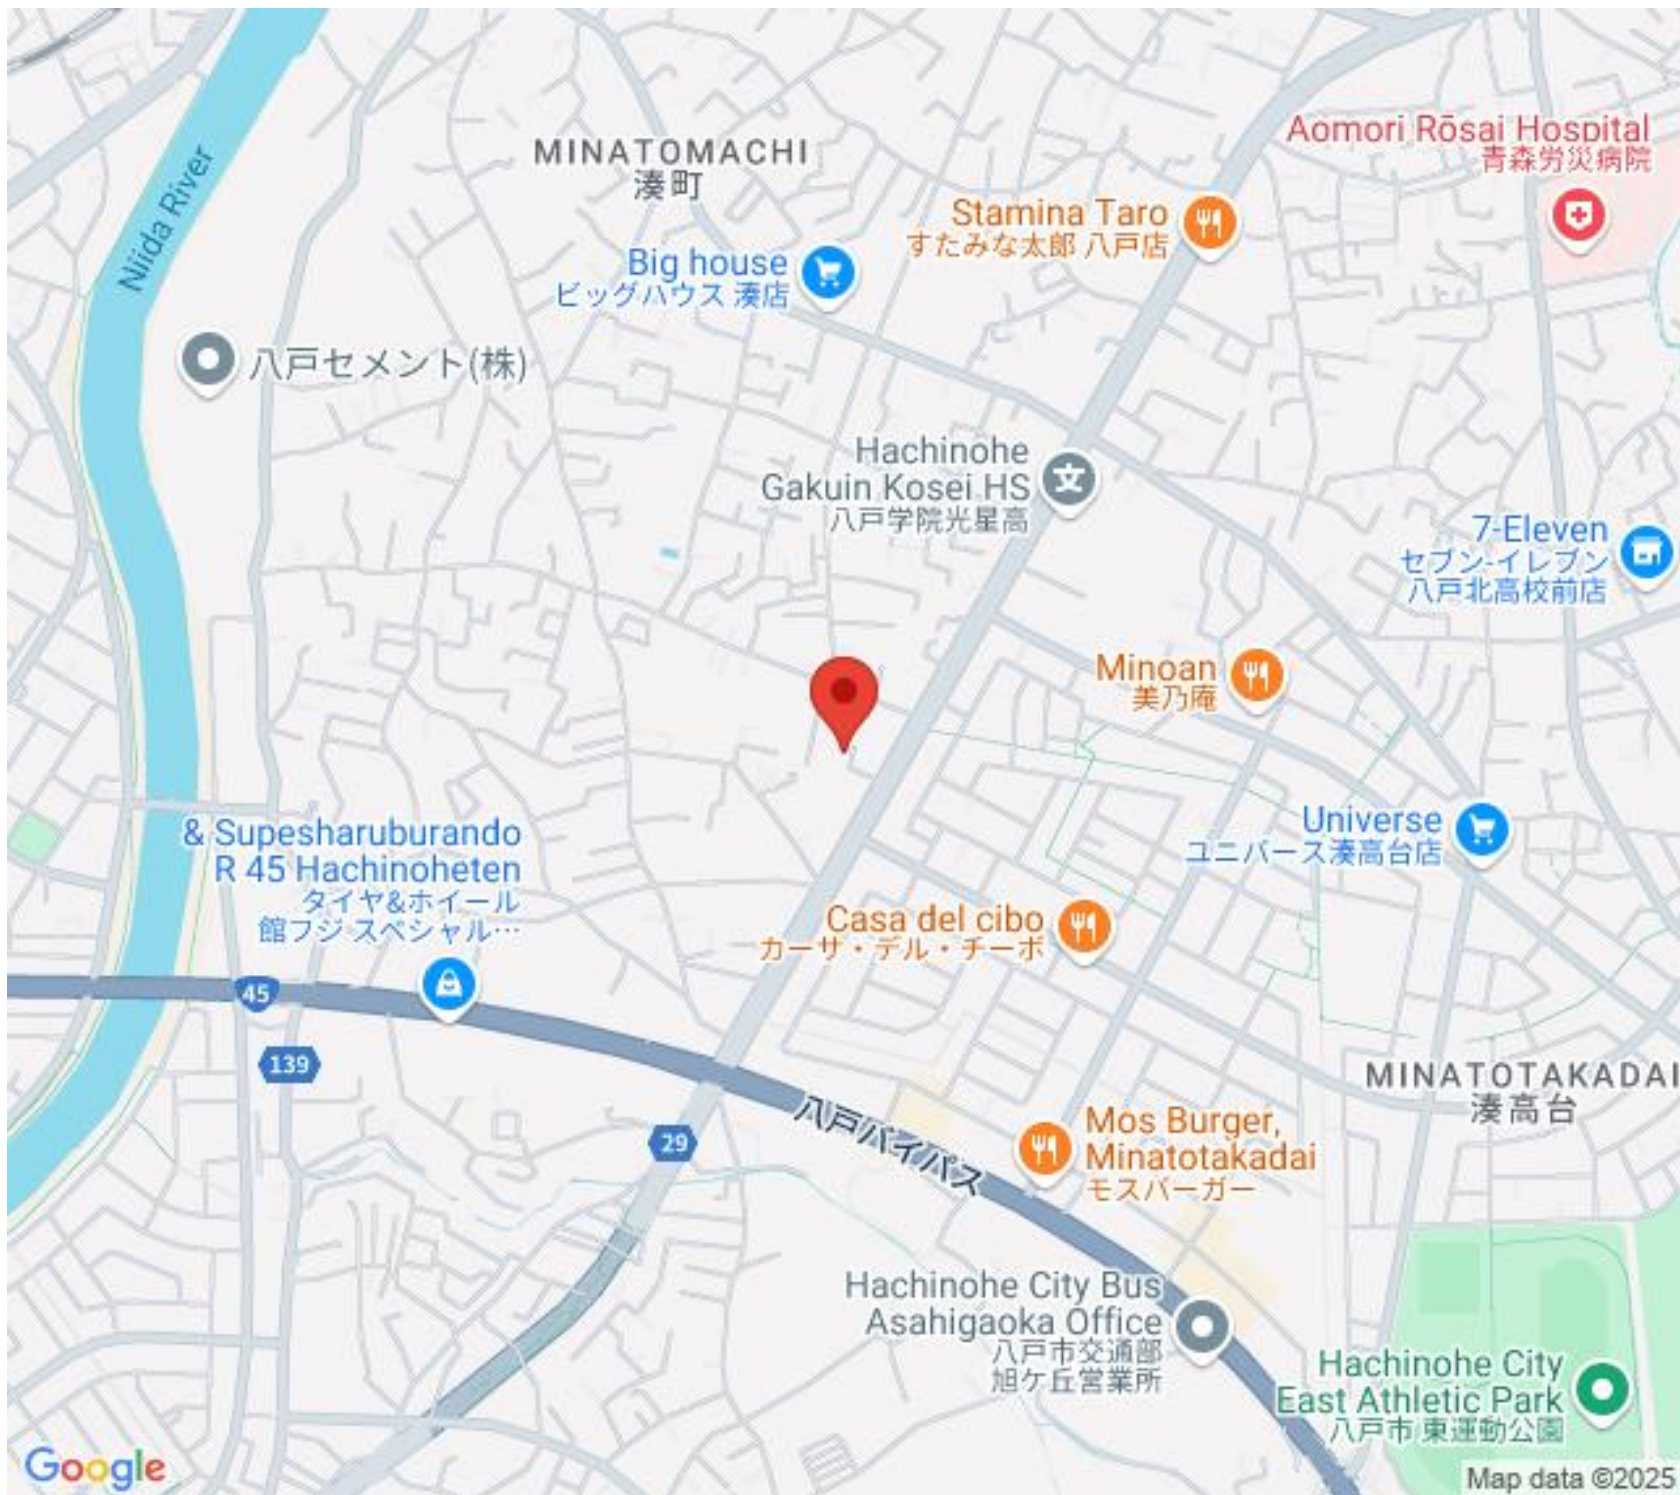 Niida River
MINATOMACHI
湊町
Aomori Rōsai Hospital
青森労災病院
Stamina Taro
すたみな太郎 八戸店
Big house
ビッグハウス 湊店
八戸セメント(株)
Hachinohe
Gakuin Kosei HS
八戸学院光星高
文
7-Eleven
セブン-イレブン
八戸北高校前店
Minoan
美乃庵
Universe
ユニバース湊高台店
& Supesharuburando
R 45 Hachinoheten
タイヤ&ホイール
館フジ スペシャル…
Casa del cibo
カーサ・デル・チーボ
45
139
29
八戸バイパス
MINATOTAKADAI
湊高台
Mos Burger,
Minatotakadai
モスバーガー
Hachinohe City Bus
Asahigaoka Office
八戸市交通部
旭ケ丘営業所
Hachinohe City
East Athletic Park
八戸市 東運動公園
Google
Map data ©2025